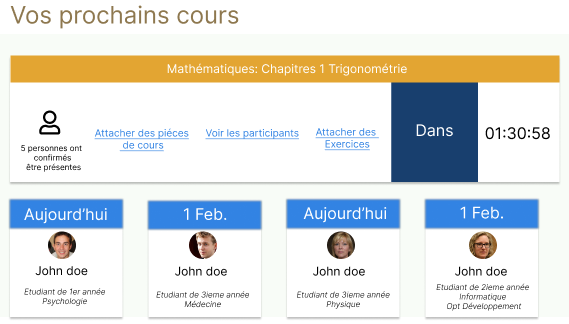 Vos prochains cours
Mathématiques: Chapitres 1 Trigonométrie
5 personnes ont
confirmés
être présentes
Attacher des piéces
de cours
Voir les participants
Attacher des
Exercices
Dans
01:30:58
Aujourd'hui
John doe
Etudiant de 1er année
Psychologie
1 Feb.
John doe
Etudiant de 3ieme année
Médecine
Aujourd'hui
John doe
Etudiant de 3ieme année
Physique
1 Feb.
John doe
Etudiant de 2ieme année
Informatique
Opt Développement